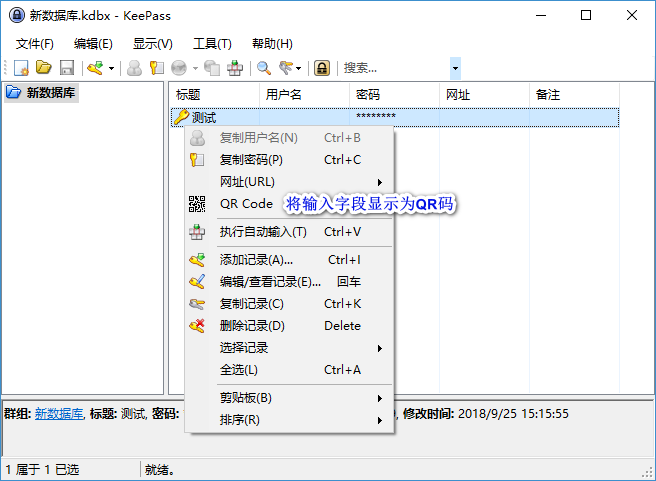 新数据库.kdbx - KeePass
文件(F) 编辑(E) 显示(V) 工具(T) 帮助(H)
搜索...
新数据库
标题 用户名 密码 网址 备注
测试 ********
复制用户名(N) Ctrl+B
复制密码(P) Ctrl+C
网址(URL)
QR Code 将输入字段显示为QR码
执行自动输入(T) Ctrl+V
添加记录(A)... Ctrl+I
编辑/查看记录(E)... 回车
复制记录(C) Ctrl+K
删除记录(D) Delete
选择记录
全选(L) Ctrl+A
剪贴板(B)
排序(R)
群组: 新数据库, 标题: 测试, 密码: , 修改时间: 2018/9/25 15:15:55
1 属于 1 已选 就绪。